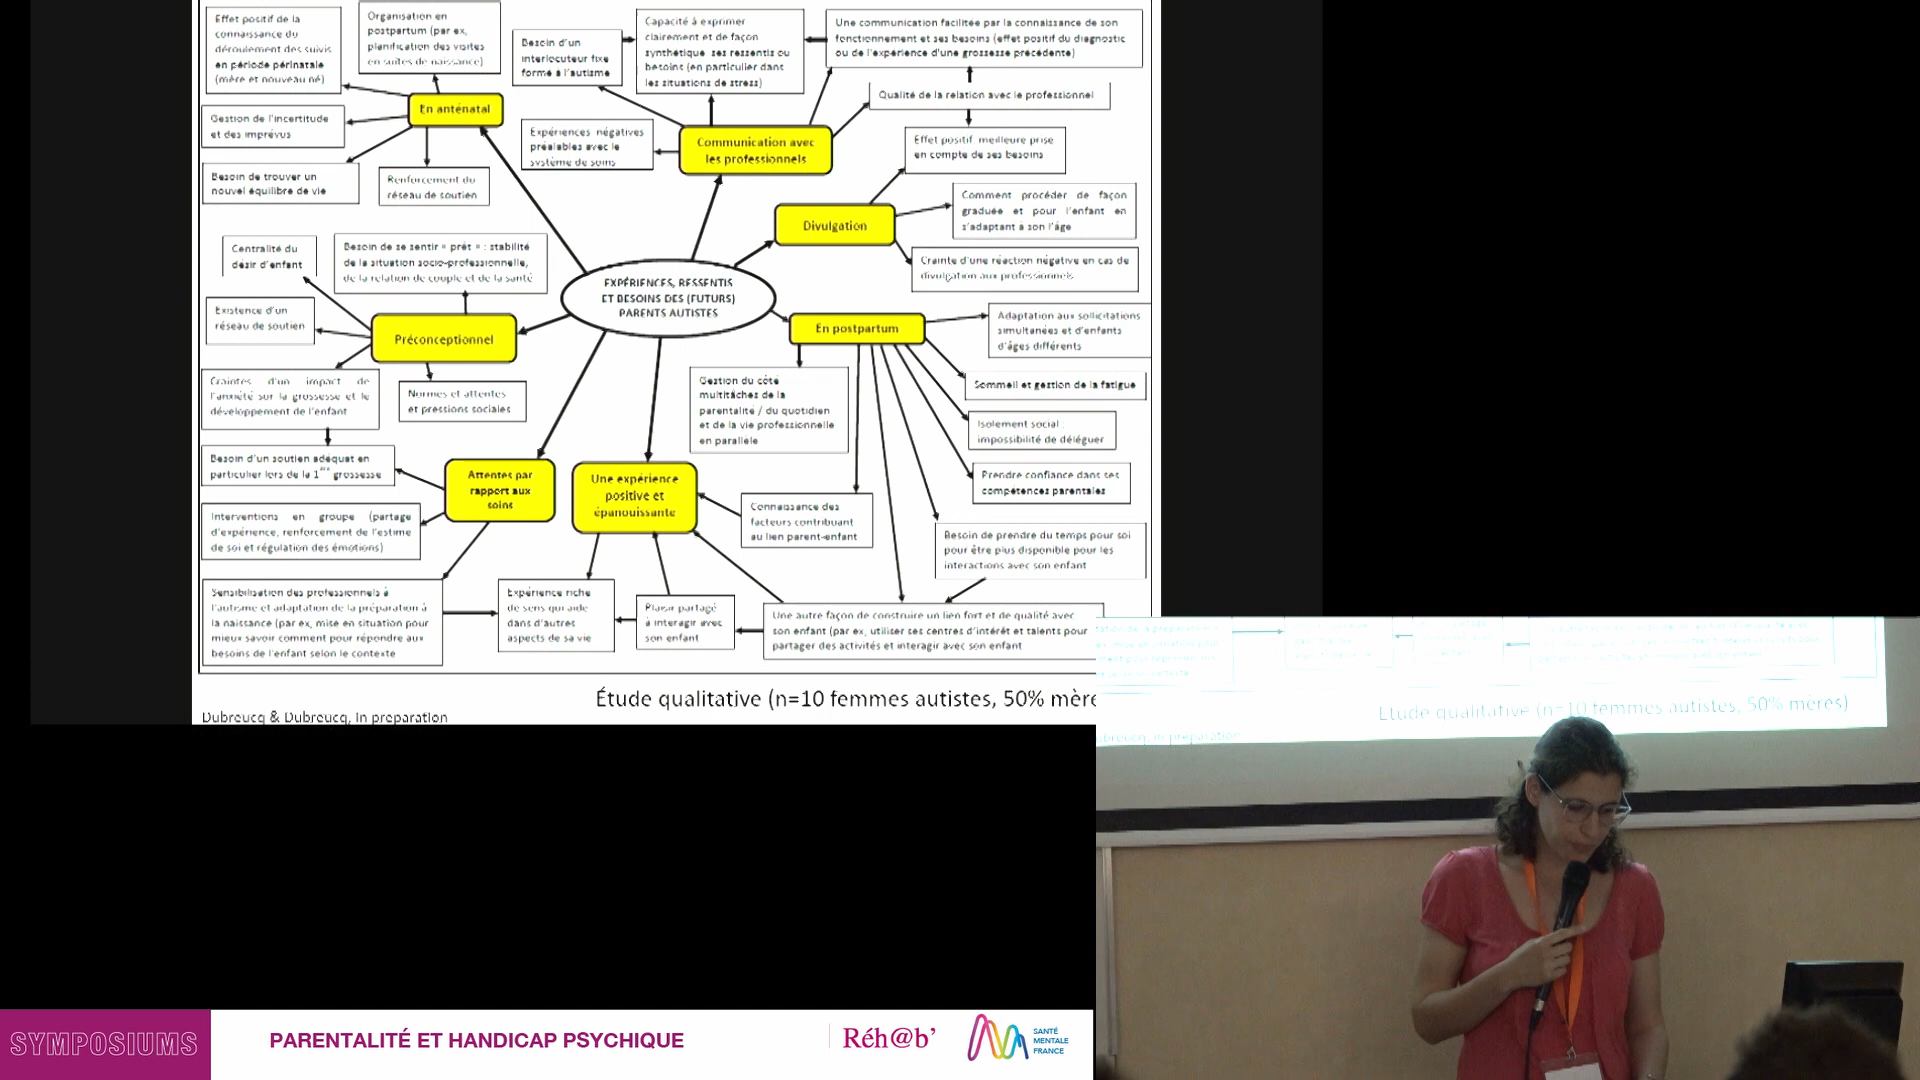 Effet positif de la
connaissance du
déroulement des suivis
en période périnatale
(mère et nouveau né)
Organisation en
postpartum (par ex,
planification des visites
en suites de naissance)
Besoin d'un
interlocuteur fixe
formé à l'autisme
Capacité à exprimer
clairement et de façon
synthétique ses ressentis ou
besoins (en particulier dans
les situations de stress)
Une communication facilitée par la connaissance de son
fonctionnement et ses besoins (effet positif du diagnostic
ou de l'expérience d'une grossesse précédente)
En anténatal
Qualité de la relation avec le professionnel
Gestion de l'incertitude
et des imprévus
Expériences négatives
préalables avec le
système de soins
Communication avec
les professionnels
Effet positif meilleure prise
en compte de ses besoins
Besoin de trouver un
nouvel équilibre de vie
Renforcement du
réseau de soutien
Divulgation
Comment procéder de façon
graduée et pour l'enfant en
s'adaptant à son l'âge
Centralité du
désir d'enfant
Besoin de se sentir « prêt » : stabilité
de la situation socio-professionnelle,
de la relation de couple et de la santé
Crainte d'une réaction négative en cas de
divulgation aux professionnels
EXPÉRIENCES, RESSENTIS
ET BESOINS DES (FUTURS)
PARENTS AUTISTES
Existence d'un
réseau de soutien
Préconceptionnel
En postpartum
Adaptation aux sollicitations
simultanées et d'enfants
d'âges différents
Craintes d'un impact de
l'anxiété sur la grossesse et le
développement de l'enfant
Normes et attentes
et pressions sociales
Gestion du côté
multitâches de la
parentalité / du quotidien
et de la vie professionnelle
en parallèle
Sommeil et gestion de la fatigue
Isolement social
impossibilité de déléguer
Besoin d'un soutien adéquat en
particulier lors de la 1ère grossesse
Attentes par
rapport aux
soins
Une expérience
positive et
épanouissante
Prendre confiance dans ses
compétences parentales
Interventions en groupe (partage
d'expérience, renforcement de l'estime
de soi et régulation des émotions)
Connaissance des
facteurs contribuant
au lien parent-enfant
Besoin de prendre du temps pour soi
pour être plus disponible pour les
interactions avec son enfant
Sensibilisation des professionnels à
l'autisme et adaptation de la préparation à
la naissance (par ex, mise en situation pour
mieux savoir comment pour répondre aux
besoins de l'enfant selon le contexte
Expérience riche
de sens qui aide
dans d'autres
aspects de sa vie
Plaisir partagé
à interagir avec
son enfant
Une autre façon de construire un lien fort et de qualité avec
son enfant (par ex, utiliser ses centres d'intérêt et talents pour
partager des activités et interagir avec son enfant
Étude qualitative (n=10 femmes autistes, 50% mère
Dubreucq & Dubreucq, in preparation
Étude qualitative (n=10 femmes autistes, 50% mères)
ubreucq, in preparation
SYMPOSIUMS
PARENTALITÉ ET HANDICAP PSYCHIQUE
Réh@b'
SANTÉ
MENTALE
FRANCE